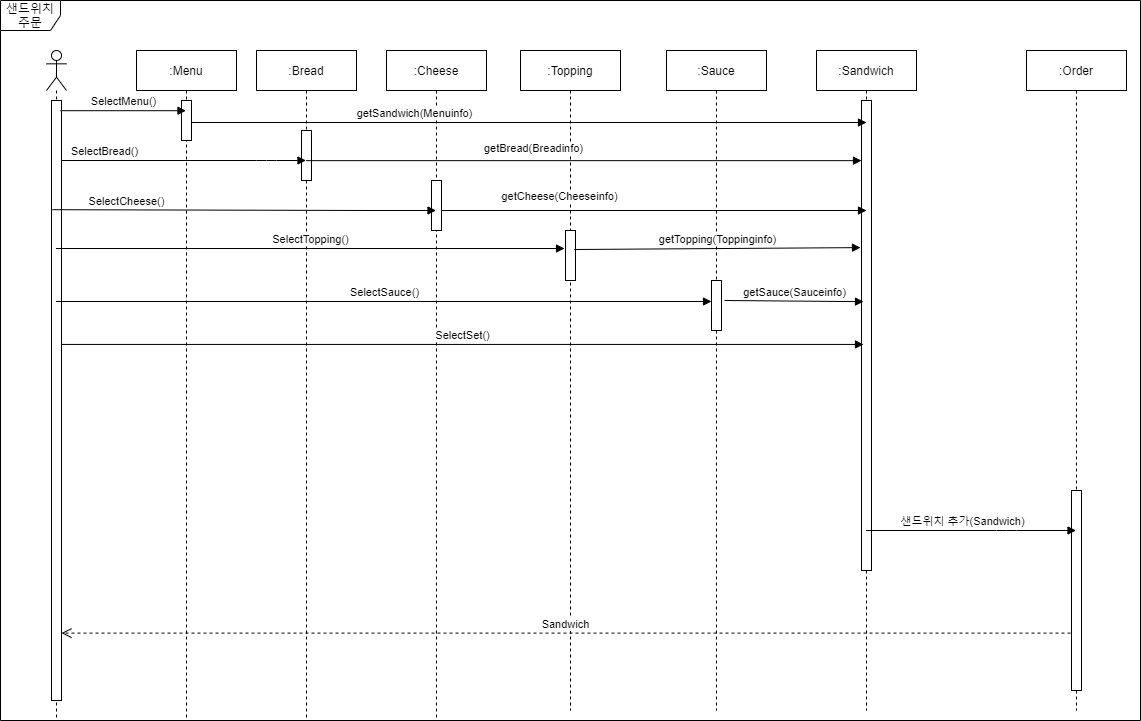 샌드위치
주문
:Menu
:Bread
:Cheese
:Topping
:Sauce
:Sandwich
:Order
SelectMenu()
getSandwich(Menuinfo)
SelectBread()
getBread(Breadinfo)
SelectCheese()
getCheese(Cheeseinfo)
SelectTopping()
getTopping(Toppinginfo)
SelectSauce()
getSauce(Sauceinfo)
SelectSet()
샌드위치 추가(Sandwich)
Sandwich